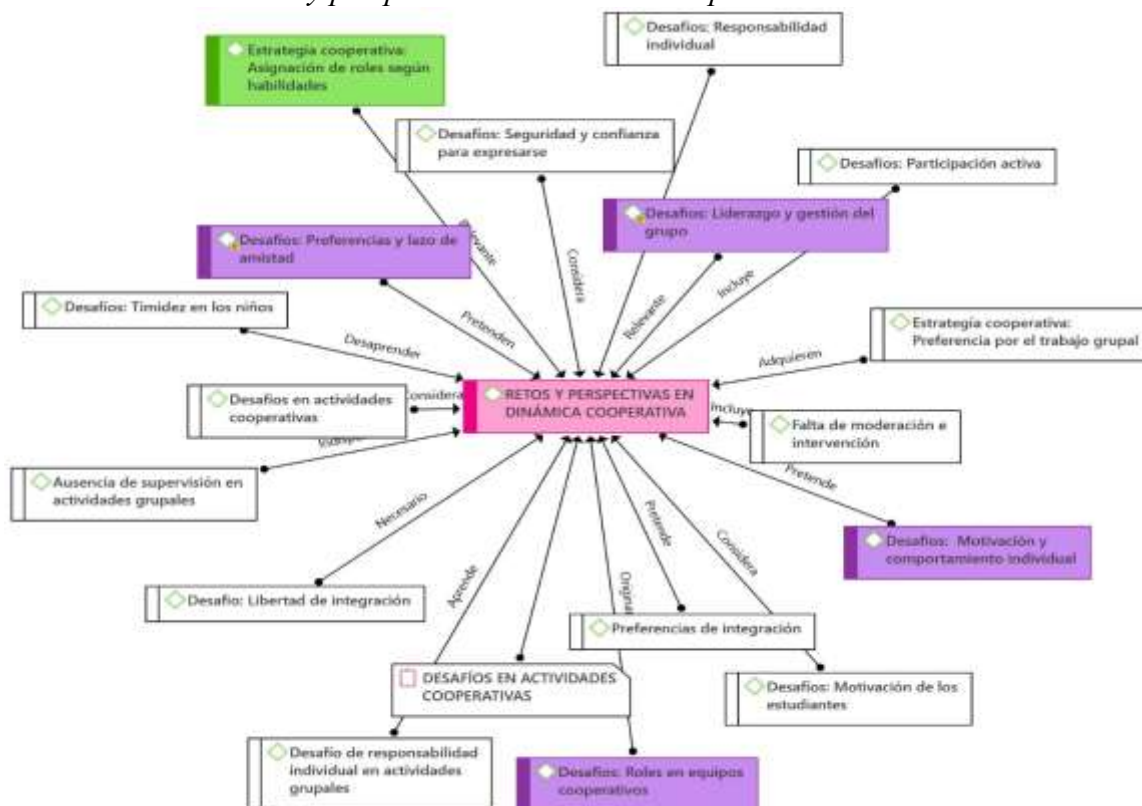 Desafíos: Responsabilidad
individual
Estrategia cooperativa:
Asignación de roles según
habilidades
Desafíos: Seguridad y confianza
para expresarse
Desafíos: Participación activa
Desafíos: Liderazgo y gestión del
grupo
Desafíos: Preferencias y lazo de
amistad
Considera
Incluye
Relevante
Pretenden
Desafíos: Timidez en los niños
Desaprender
Estrategia cooperativa:
Preferencia por el trabajo grupal
Adquieren
RETOS Y PERSPECTIVAS EN
DINÁMICA COOPERATIVA
Desafíos en actividades
cooperativas
Considera
Incluye
Falta de moderación e
intervención
Ausencia de supervisión en
actividades grupales
Pretende
Necesario
Desafíos: Motivación y
comportamiento individual
Pretende
Considera
Aprende
Desafío: Libertad de integración
Preferencias de integración
DESAFÍOS EN ACTIVIDADES
COOPERATIVAS
Desafíos: Motivación de los
estudiantes
Desafío de responsabilidad
individual en actividades
grupales
Desafíos: Roles en equipos
cooperativos